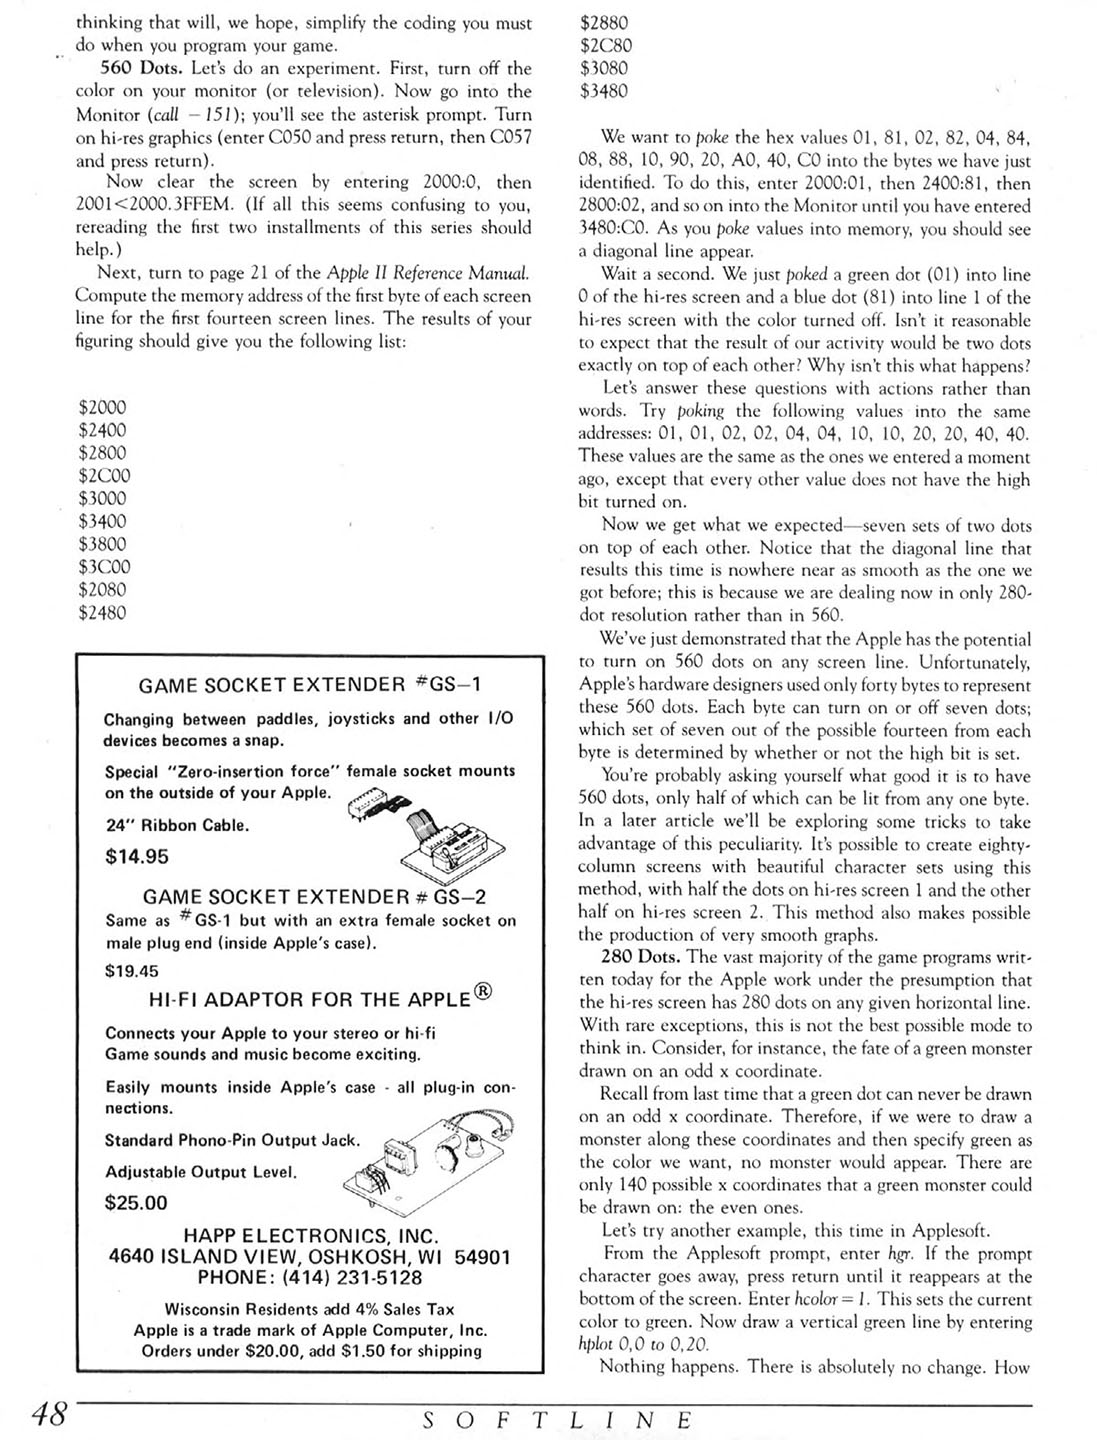 thinking that will, we hope, simplify the coding you must
do when you program your game.
560 Dots. Let's do an experiment. First, turn off the
color on your monitor (or television). Now go into the
Monitor (call – 151); you'll see the asterisk prompt. Turn
on hi-res graphics (enter C050 and press return, then C057
and press return).
Now clear the screen by entering 2000:0, then
2001<2000.3FFEM. (If all this seems confusing to you,
rereading the first two installments of this series should
help.)
Next, turn to page 21 of the Apple II Reference Manual.
Compute the memory address of the first byte of each screen
line for the first fourteen screen lines. The results of your
figuring should give you the following list:
$2000
$2400
$2800
$2C00
$3000
$3400
$3800
$3C00
$2080
$2480
GAME SOCKET EXTENDER #GS–1
Changing between paddles, joysticks and other I/O
devices becomes a snap.
Special "Zero-insertion force" female socket mounts
on the outside of your Apple.
24" Ribbon Cable.
$14.95
GAME SOCKET EXTENDER # GS–2
Same as #GS-1 but with an extra female socket on
male plug end (inside Apple's case).
$19.45
HI-FI ADAPTOR FOR THE APPLE®
Connects your Apple to your stereo or hi-fi
Game sounds and music become exciting.
Easily mounts inside Apple's case - all plug-in con-
nections.
Standard Phono-Pin Output Jack.
Adjustable Output Level.
$25.00
HAPP ELECTRONICS, INC.
4640 ISLAND VIEW, OSHKOSH, WI 54901
PHONE: (414) 231-5128
Wisconsin Residents add 4% Sales Tax
Apple is a trade mark of Apple Computer, Inc.
Orders under $20.00, add $1.50 for shipping
$2880
$2C80
$3080
$3480
We want to poke the hex values 01, 81, 02, 82, 04, 84,
08, 88, 10, 90, 20, A0, 40, C0 into the bytes we have just
identified. To do this, enter 2000:01, then 2400:81, then
2800:02, and so on into the Monitor until you have entered
3480:C0. As you poke values into memory, you should see
a diagonal line appear.
Wait a second. We just poked a green dot (01) into line
0 of the hi-res screen and a blue dot (81) into line 1 of the
hi-res screen with the color turned off. Isn't it reasonable
to expect that the result of our activity would be two dots
exactly on top of each other? Why isn't this what happens?
Let's answer these questions with actions rather than
words. Try poking the following values into the same
addresses: 01, 01, 02, 02, 04, 04, 10, 10, 20, 20, 40, 40.
These values are the same as the ones we entered a moment
ago, except that every other value does not have the high
bit turned on.
Now we get what we expected—seven sets of two dots
on top of each other. Notice that the diagonal line that
results this time is nowhere near as smooth as the one we
got before; this is because we are dealing now in only 280-
dot resolution rather than in 560.
We've just demonstrated that the Apple has the potential
to turn on 560 dots on any screen line. Unfortunately,
Apple's hardware designers used only forty bytes to represent
these 560 dots. Each byte can turn on or off seven dots;
which set of seven out of the possible fourteen from each
byte is determined by whether or not the high bit is set.
You're probably asking yourself what good it is to have
560 dots, only half of which can be lit from any one byte.
In a later article we'll be exploring some tricks to take
advantage of this peculiarity. It's possible to create eighty-
column screens with beautiful character sets using this
method, with half the dots on hi-res screen 1 and the other
half on hi-res screen 2. This method also makes possible
the production of very smooth graphs.
280 Dots. The vast majority of the game programs writ-
ten today for the Apple work under the presumption that
the hi-res screen has 280 dots on any given horizontal line.
With rare exceptions, this is not the best possible mode to
think in. Consider, for instance, the fate of a green monster
drawn on an odd x coordinate.
Recall from last time that a green dot can never be drawn
on an odd x coordinate. Therefore, if we were to draw a
monster along these coordinates and then specify green as
the color we want, no monster would appear. There are
only 140 possible x coordinates that a green monster could
be drawn on: the even ones.
Let's try another example, this time in Applesoft.
From the Applesoft prompt, enter hgr. If the prompt
character goes away, press return until it reappears at the
bottom of the screen. Enter hcolor = 1. This sets the current
color to green. Now draw a vertical green line by entering
hplot 0,0 to 0,20.
Nothing happens. There is absolutely no change. How
48
SOFTLINE